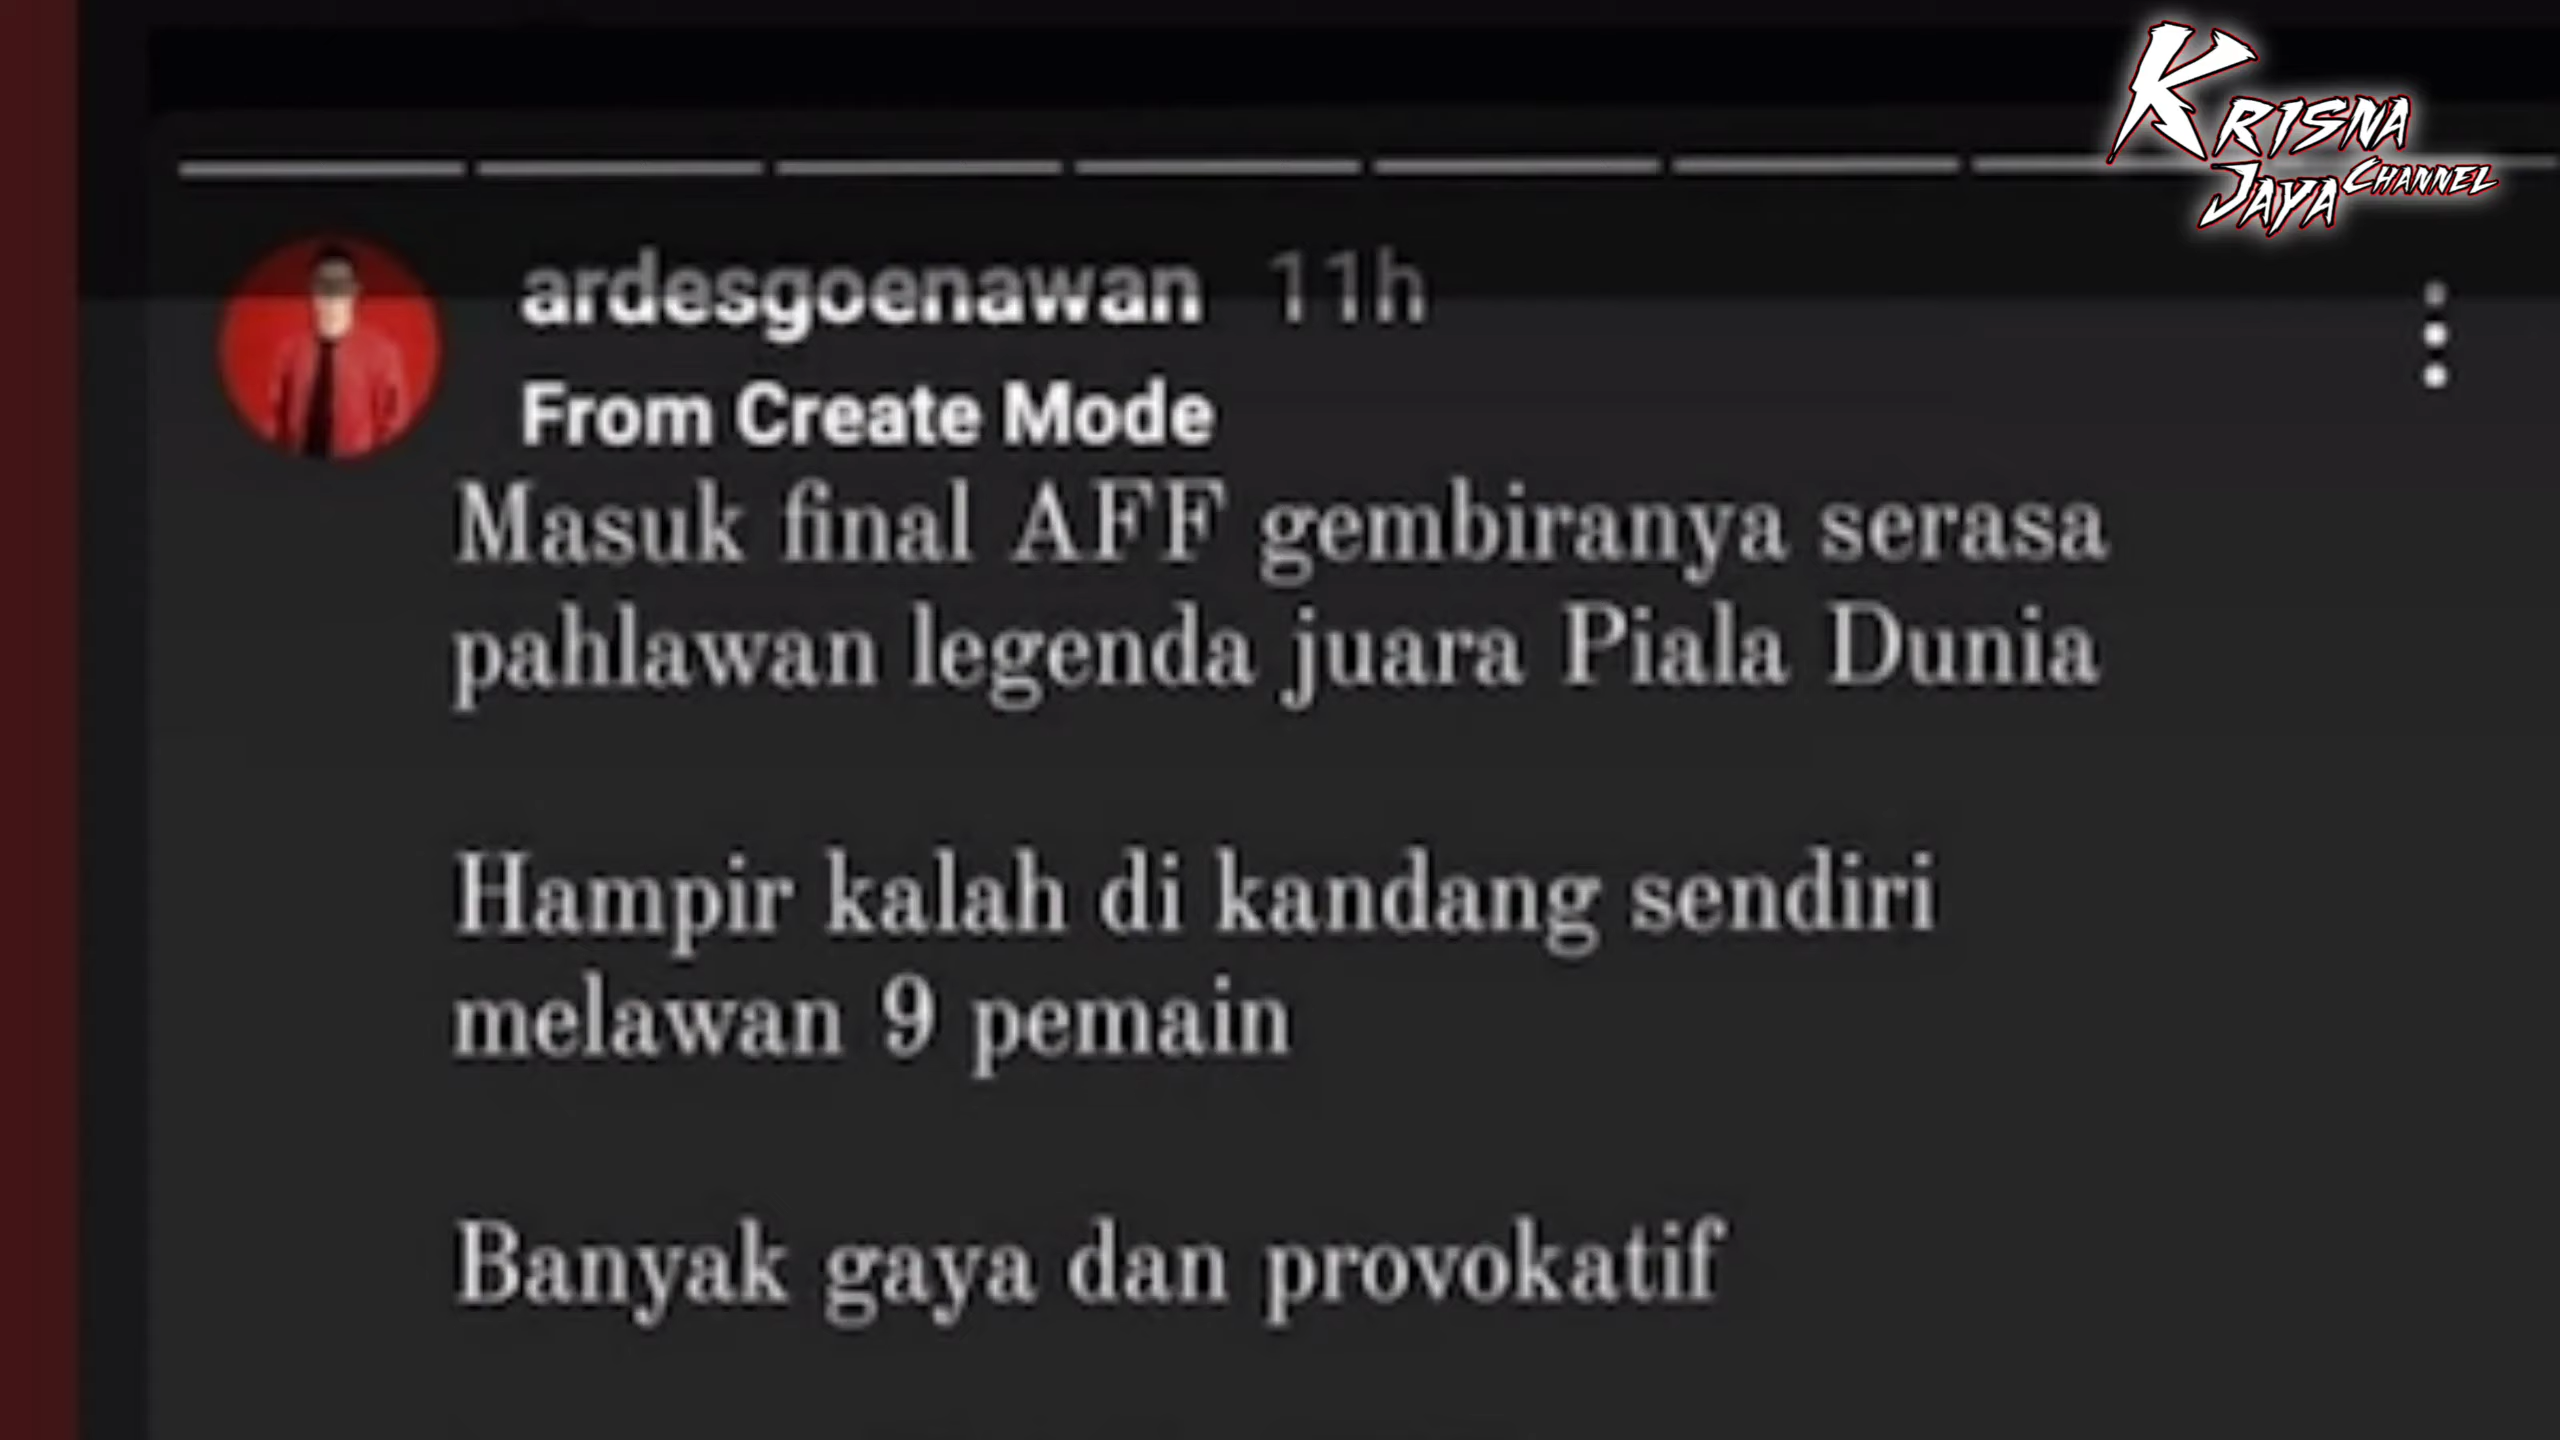 KRISNA
JAYA CHANNEL
ardesgoenawan 11h
From Create Mode
Masuk final AFF gembiranya serasa
pahlawan legenda juara Piala Dunia
Hampir kalah di kandang sendiri
melawan 9 pemain
Banyak gaya dan provokatif